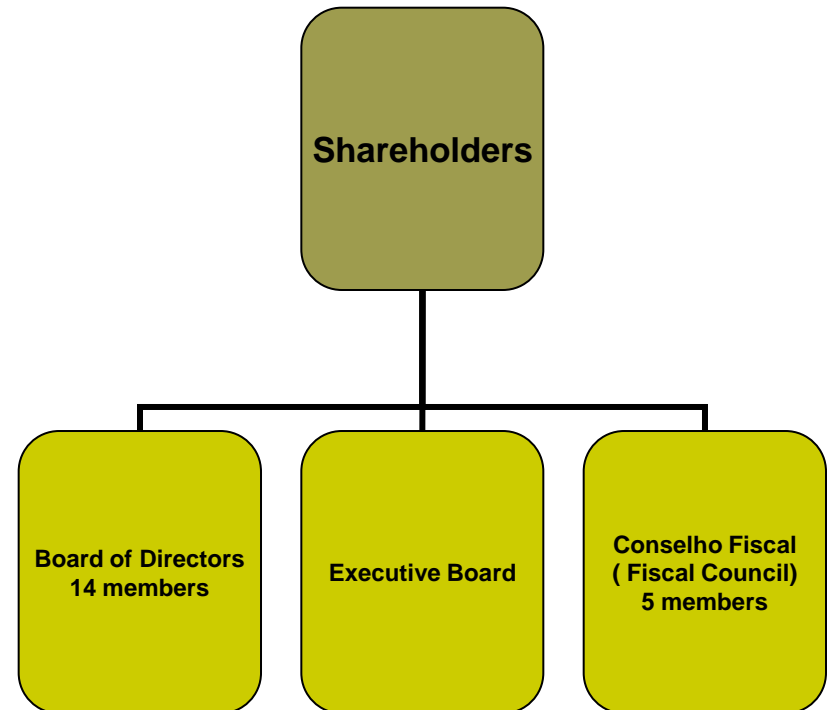 Shareholders
Board of Directors
14 members
Executive Board
Conselho Fiscal
( Fiscal Council)
5 members